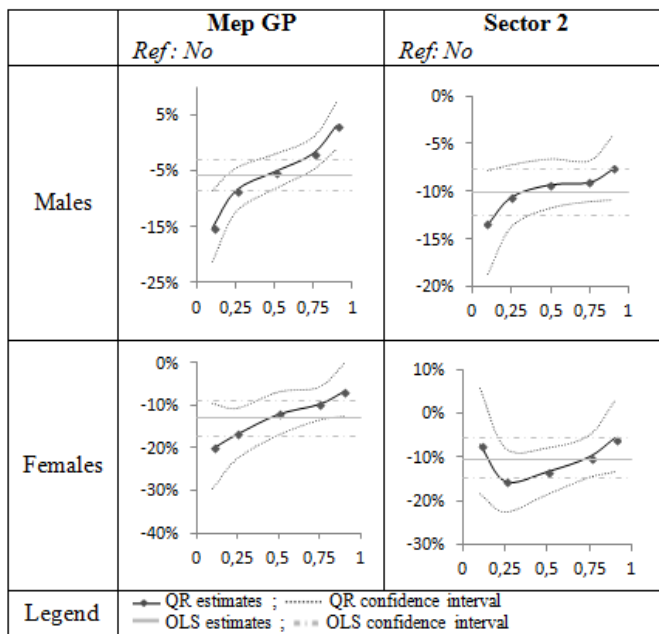 Mep GP
Ref : No
Sector 2
Ref: No
Males
5%
-5%
-15%
-25%
0 0,25 0,5 0,75 1
0%
-5%
-10%
-15%
-20%
0 0,25 0,5 0,75 1
Females
0%
-10%
-20%
-30%
-40%
0 0,25 0,5 0,75 1
10%
0%
-10%
-20%
-30%
0 0,25 0,5 0,75 1
Legend
QR estimates ; QR confidence interval
OLS estimates ; OLS confidence interval